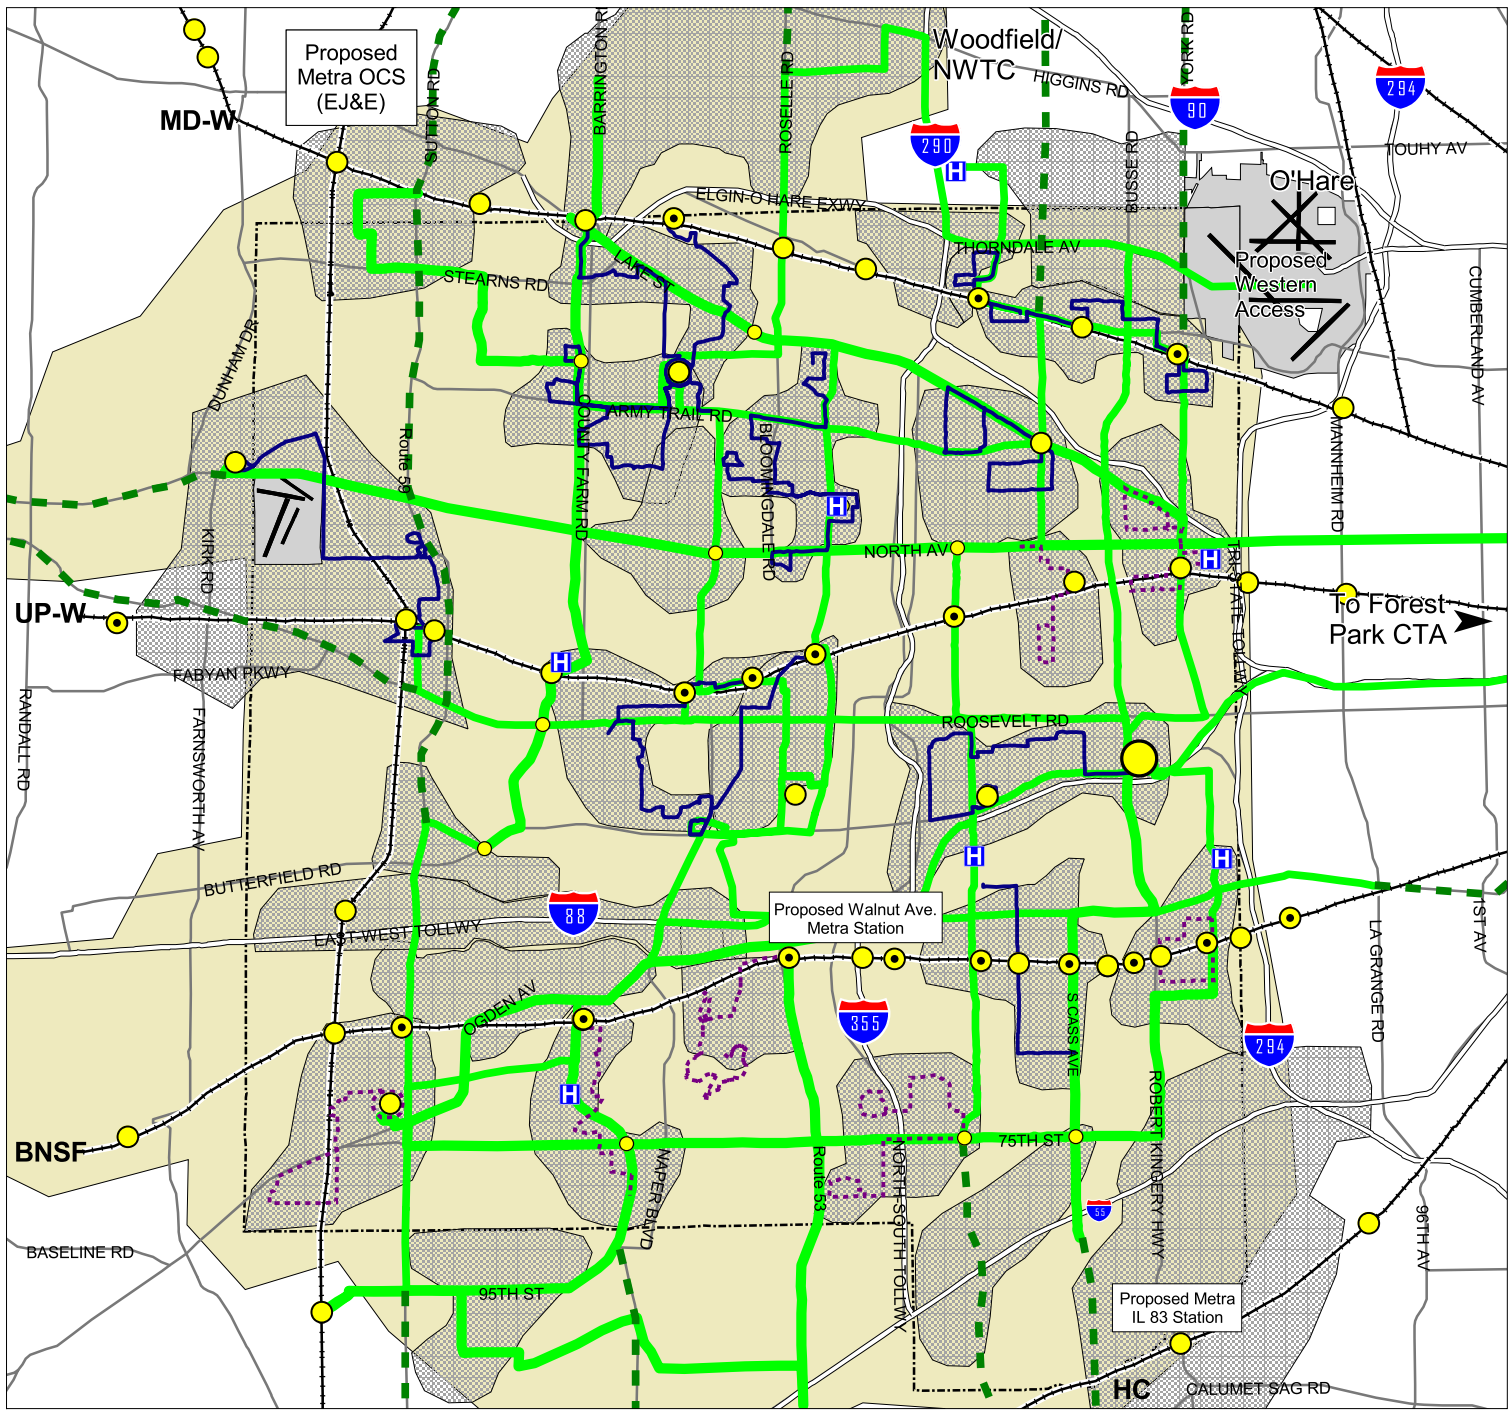 Proposed
Metra OCS
(EJ&E)
MD-W
SUTTON RD
BARRINGTON R
ROSELLE RD
Woodfield/
NWTC
HIGGINS RD
YORK RD
90
294
290
H
BUSSE RD
TOUHY AV
O'Hare
ELGIN-O HARE EXWY
THORNDALE AV
Proposed
Western
Access
LAKE ST
STEARNS RD
DUNHAM DR
CUMBERLAND AV
ARMY TRAIL RD
COUNTY FARM RD
Route 59
BLOOMINGDALE RD
MANNHEIM RD
H
KIRK RD
NORTH AV
H
TRI-STATE TOLLWY
UP-W
To Forest
Park CTA
H
FABYAN PKWY
RANDALL RD
FARNSWORTH AV
ROOSEVELT RD
H
H
BUTTERFIELD RD
88
EAST-WEST TOLLWY
Proposed Walnut Ave.
Metra Station
1ST AV
LA GRANGE RD
OGDEN AV
355
S CASS AVE
294
H
ROBERT KINGERY HWY
BNSF
75TH ST
NAPER BLVD
Route 53
NORTH-SOUTH TOLLWY
55
96TH AV
BASELINE RD
95TH ST
Proposed Metra
IL 83 Station
HC
CALUMET SAG RD